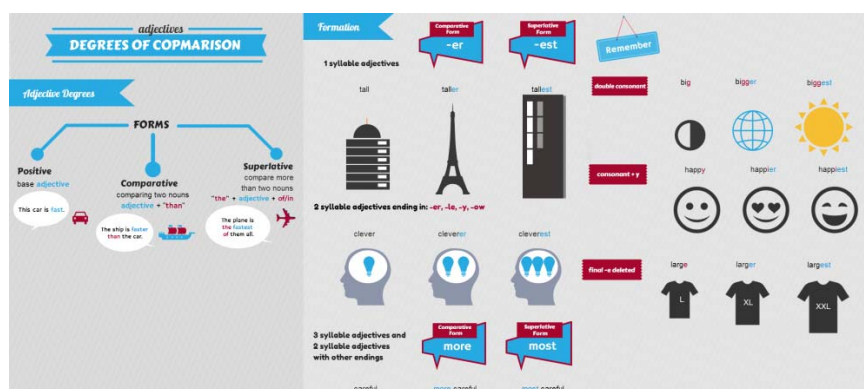 adjectives
DEGREES OF COPMARISON
Adjective Degrees
FORMS
Positive
base adjective
This car is fast.
Comparative
comparing two nouns
adjective + "than"
The ship is faster
than the car.
Superlative
compare more
than two nouns
"the" + adjective + of/in
The plane is
the fastest
of them all.
Formation
Comparative
Form
-er
Superlative
Form
-est
1 syllable adjectives
tall
taller
tallest
2 syllable adjectives ending in: -er, -le, -y, -ow
clever
cleverer
cleverest
3 syllable adjectives and
2 syllable adjectives
with other endings
Comparative
Form
more
Superlative
Form
most
careful
more careful
most careful
Remember
double consonant
big
bigger
biggest
consonant + y
happy
happier
happiest
final -e deleted
large
larger
largest
L
XL
XXL